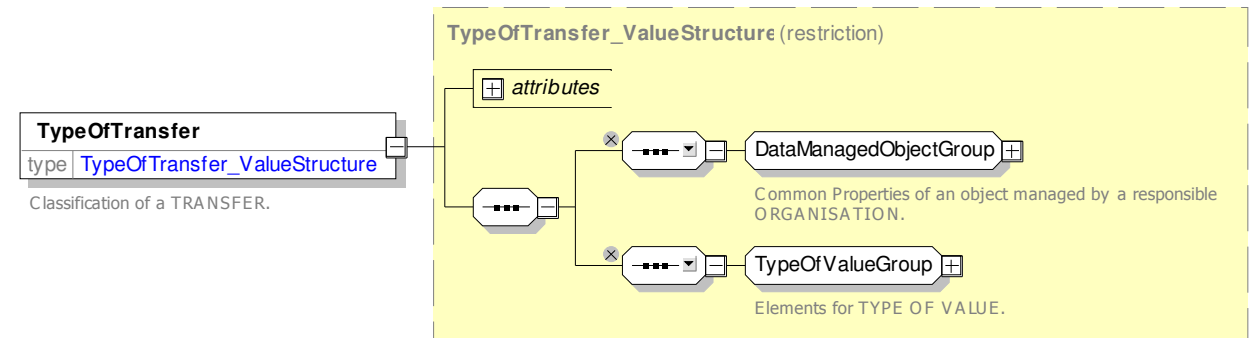 TypeOfTransfer_ValueStructure (restriction)
attributes
TypeOfTransfer
type TypeOfTransfer_ValueStructure
Classification of a TRANSFER.
DataManagedObjectGroup
Common Properties of an object managed by a responsible
ORGANISATION.
TypeOfValueGroup
Elements for TYPE OF VALUE.